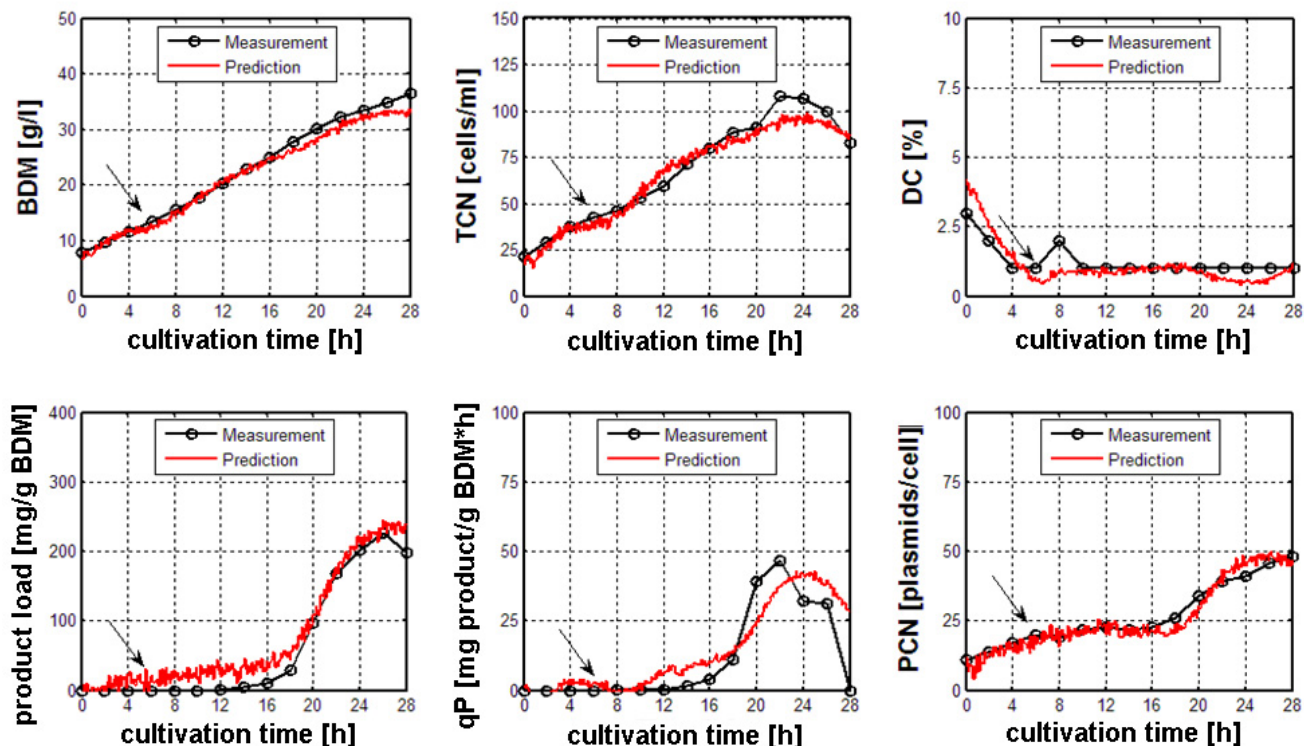 BDM [g/l]
50
40
30
20
10
0
Measurement
Prediction
0 4 8 12 16 20 24 28
cultivation time [h]
TCN [cells/ml]
150
125
100
75
50
25
0
Measurement
Prediction
0 4 8 12 16 20 24 28
cultivation time [h]
DC [%]
10
7.5
5
2.5
0
Measurement
Prediction
0 4 8 12 16 20 24 28
cultivation time [h]
product load [mg/g BDM]
400
300
200
100
0
Measurement
Prediction
0 4 8 12 16 20 24 28
cultivation time [h]
qP [mg product/g BDM*h]
100
75
50
25
0
Measurement
Prediction
0 4 8 12 16 20 24 28
cultivation time [h]
PCN [plasmids/cell]
100
75
50
25
0
Measurement
Prediction
0 4 8 12 16 20 24 28
cultivation time [h]